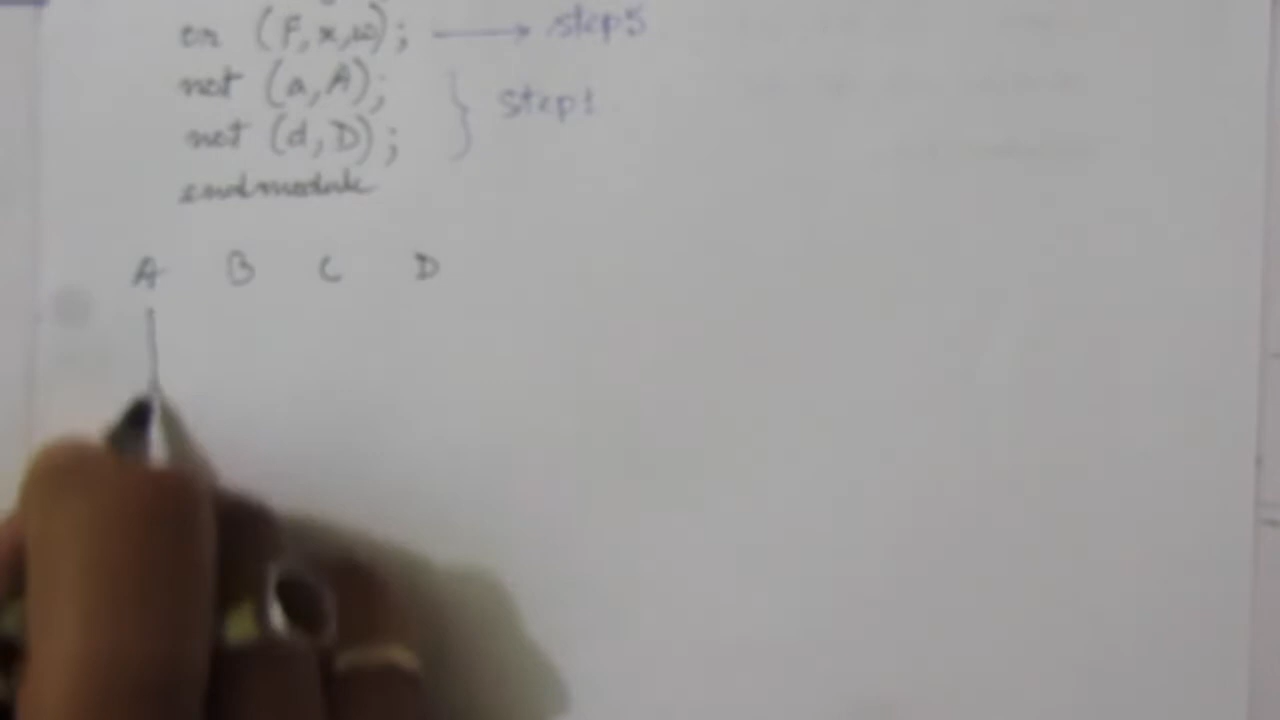 or (F,x,w); → step5
not (a,A);
not (d,D); } step1
endmodule
A B C D